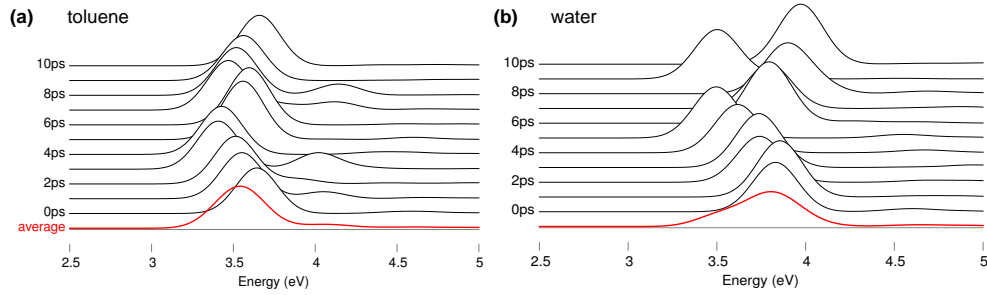 (a) toluene
10ps
8ps
6ps
4ps
2ps
0ps
average
2.5 3 3.5 4 4.5 5
Energy (eV)
(b) water
10ps
8ps
6ps
4ps
2ps
0ps
2.5 3 3.5 4 4.5 5
Energy (eV)